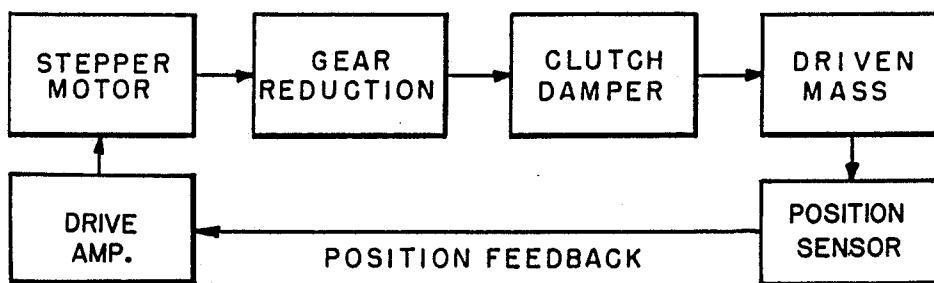 STEPPER
MOTOR
GEAR
REDUCTION
CLUTCH
DAMPER
DRIVEN
MASS
DRIVE
AMP.
POSITION FEEDBACK
POSITION
SENSOR